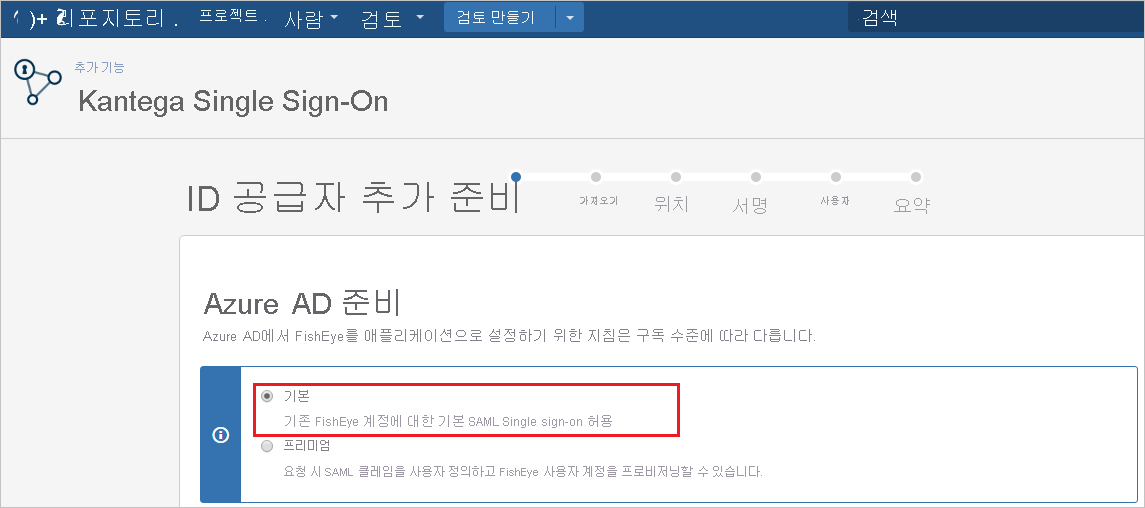 리포지토리
프로젝트
사람
검토
검토 만들기
검색
추가 기능
Kantega Single Sign-On
ID 공급자 추가 준비
가져오기
위치
서명
사용자
요약
Azure AD 준비
Azure AD에서 FishEye를 애플리케이션으로 설정하기 위한 지침은 구독 수준에 따라 다릅니다.
기본
기존 FishEye 계정에 대한 기본 SAML Single sign-on 허용
프리미엄
요청 시 SAML 클레임을 사용자 정의하고 FishEye 사용자 계정을 프로비저닝할 수 있습니다.